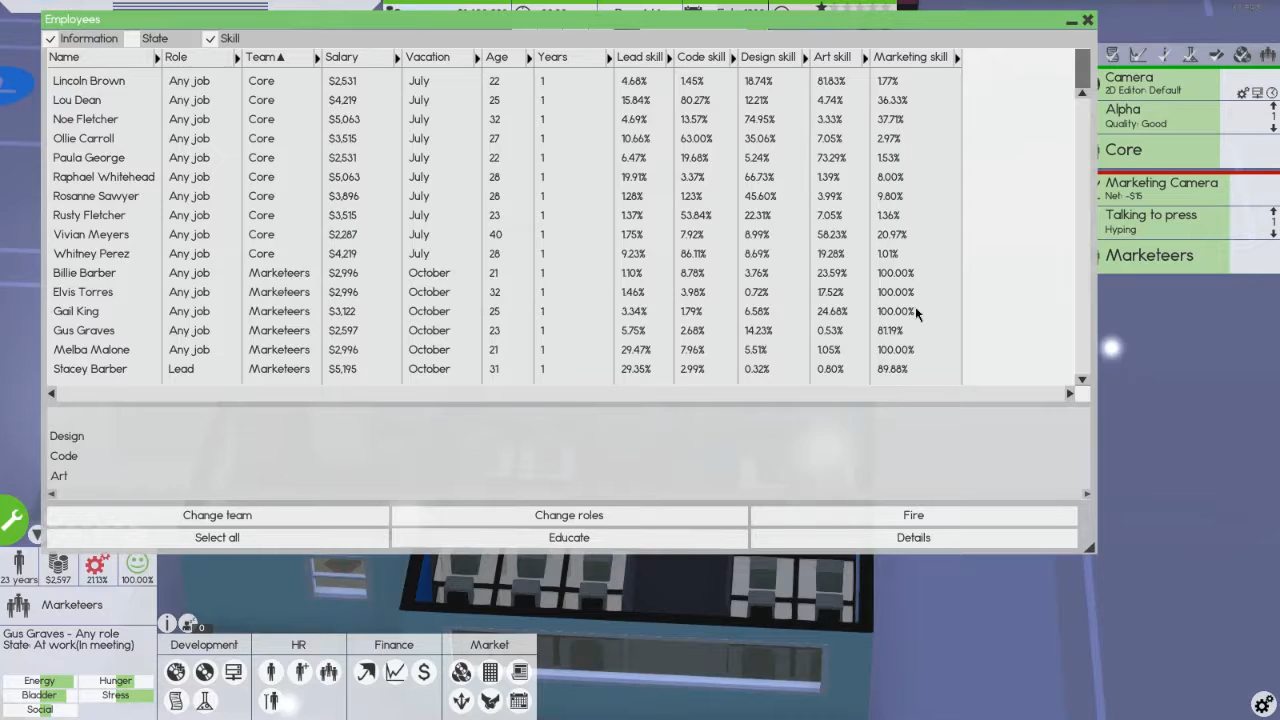 Employees
Information State Skill
Name Role Team▲ Salary Vacation Age Years Lead skill Code skill Design skill Art skill Marketing skill
Lincoln Brown Any job Core $2,531 July 22 1 4.68% 1.45% 18.74% 81.83% 1.77%
Lou Dean Any job Core $4,219 July 25 1 15.84% 80.27% 12.21% 4.74% 36.33%
Noe Fletcher Any job Core $5,063 July 32 1 4.69% 13.57% 74.95% 3.33% 37.71%
Ollie Carroll Any job Core $3,515 July 27 1 10.66% 63.00% 35.06% 7.05% 2.97%
Paula George Any job Core $2,531 July 22 1 6.47% 19.68% 5.24% 73.29% 1.53%
Raphael Whitehead Any job Core $5,063 July 28 1 19.91% 3.37% 66.73% 1.39% 8.00%
Rosanne Sawyer Any job Core $3,896 July 28 1 1.28% 1.23% 45.60% 3.99% 9.80%
Rusty Fletcher Any job Core $3,515 July 23 1 1.37% 53.84% 22.31% 7.05% 1.36%
Vivian Meyers Any job Core $2,287 July 40 1 1.75% 7.92% 8.99% 58.23% 20.97%
Whitney Perez Any job Core $4,219 July 28 1 9.23% 86.11% 8.69% 19.28% 1.01%
Billie Barber Any job Marketeers $2,996 October 21 1 1.10% 8.78% 3.76% 23.59% 100.00%
Elvis Torres Any job Marketeers $2,996 October 32 1 1.46% 3.98% 0.72% 17.52% 100.00%
Gail King Any job Marketeers $3,122 October 25 1 3.34% 1.79% 6.58% 24.68% 100.00%
Gus Graves Any job Marketeers $2,597 October 23 1 5.75% 2.68% 14.23% 0.53% 81.19%
Melba Malone Any job Marketeers $2,996 October 21 1 29.47% 7.96% 5.51% 1.05% 100.00%
Stacey Barber Lead Marketeers $5,195 October 31 1 29.35% 2.99% 0.32% 0.80% 89.88%
Design
Code
Art
Change team Change roles Fire
Select all Educate Details
Camera
2D Editor: Default
Alpha
Quality: Good
1
Core
Marketing Camera
Net: -$15
Talking to press
Hyping
1
Marketeers
23 years $2,597 21.13% 100.00%
Marketeers
Gus Graves - Any role
State: At work(In meeting)
Energy Hunger
Bladder Stress
Social
0
Development HR Finance Market